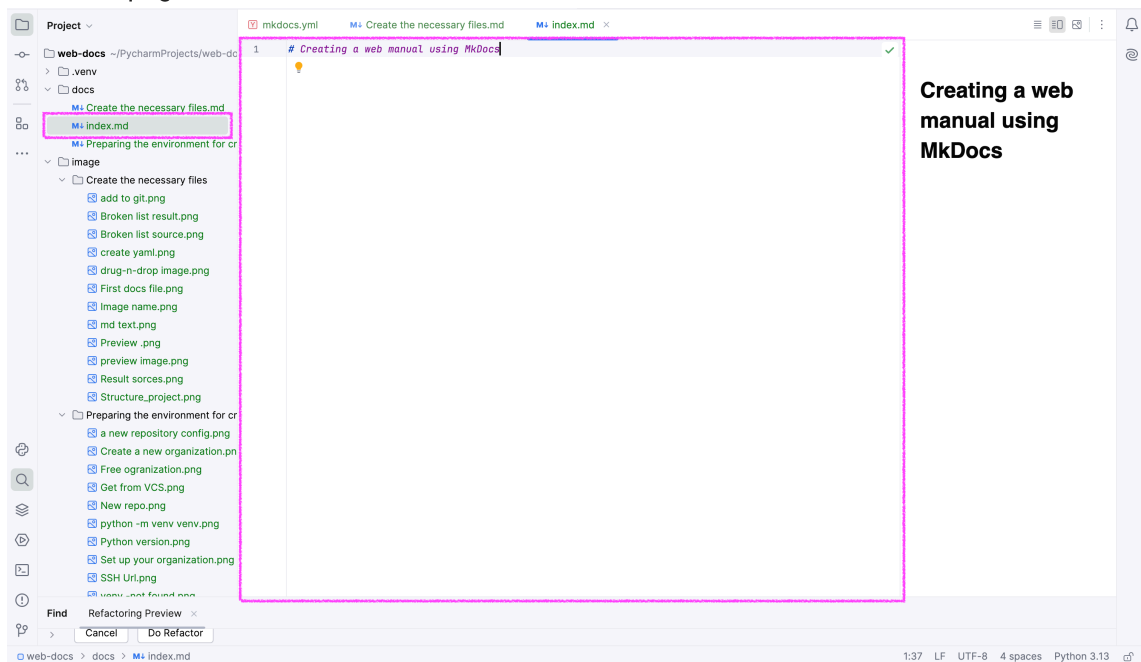 Project
mkdocs.yml
Create the necessary files.md
index.md
web-docs ~/PycharmProjects/web-do
.venv
docs
Create the necessary files.md
index.md
Preparing the environment for cr
image
Create the necessary files
add to git.png
Broken list result.png
Broken list source.png
create yaml.png
drug-n-drop image.png
First docs file.png
Image name.png
md text.png
Preview .png
preview image.png
Result sorces.png
Structure_project.png
Preparing the environment for cr
a new repository config.png
Create a new organization.pn
Free ogranization.png
Get from VCS.png
New repo.png
python -m venv venv.png
Python version.png
Set up your organization.png
SSH Url.png
venv -not found.png
1 # Creating a web manual using MkDocs
Creating a web
manual using
MkDocs
Find Refactoring Preview
Cancel Do Refactor
web-docs > docs > index.md
1:37 LF UTF-8 4 spaces Python 3.13